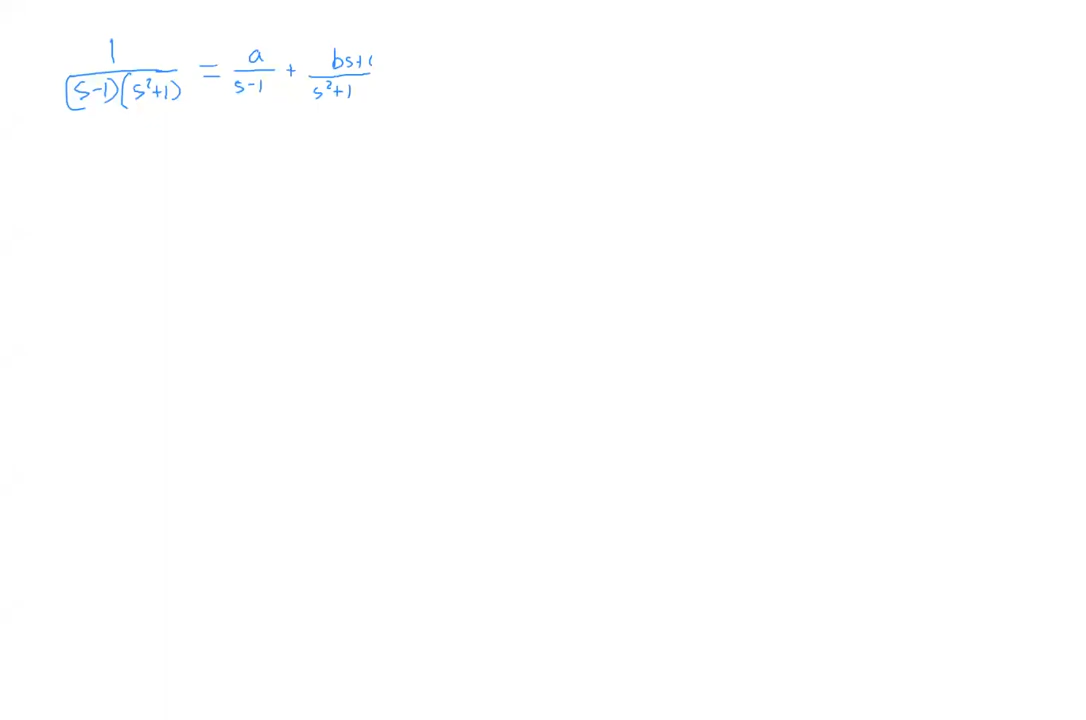 1/((s-1)(s²+1)) = a/(s-1) + (bs+c)/(s²+1)